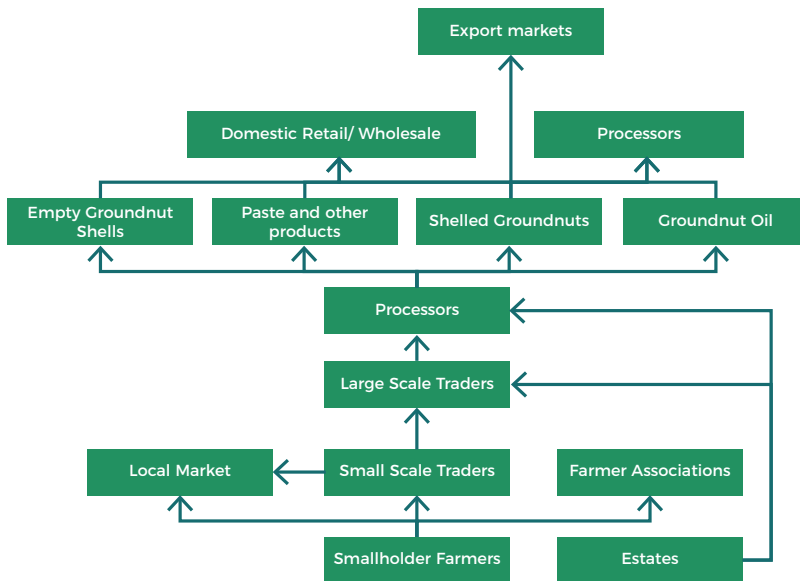 Export markets
Domestic Retail/ Wholesale
Processors
Empty Groundnut
Shells
Paste and other
products
Shelled Groundnuts
Groundnut Oil
Processors
Large Scale Traders
Local Market
Small Scale Traders
Farmer Associations
Smallholder Farmers
Estates